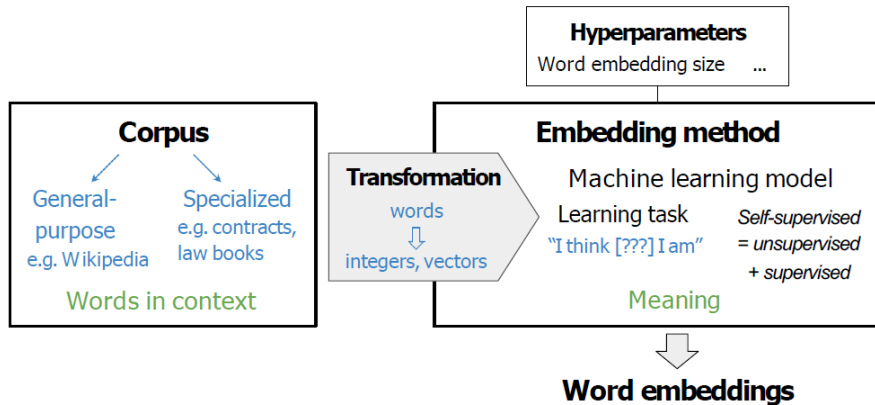 Hyperparameters
Word embedding size ...
Corpus
General-
purpose
e.g. Wikipedia
Specialized
e.g. contracts,
law books
Words in context
Transformation
words
integers, vectors
Embedding method
Machine learning model
Learning task
"I think [???] I am"
Self-supervised
= unsupervised
+ supervised
Meaning
Word embeddings